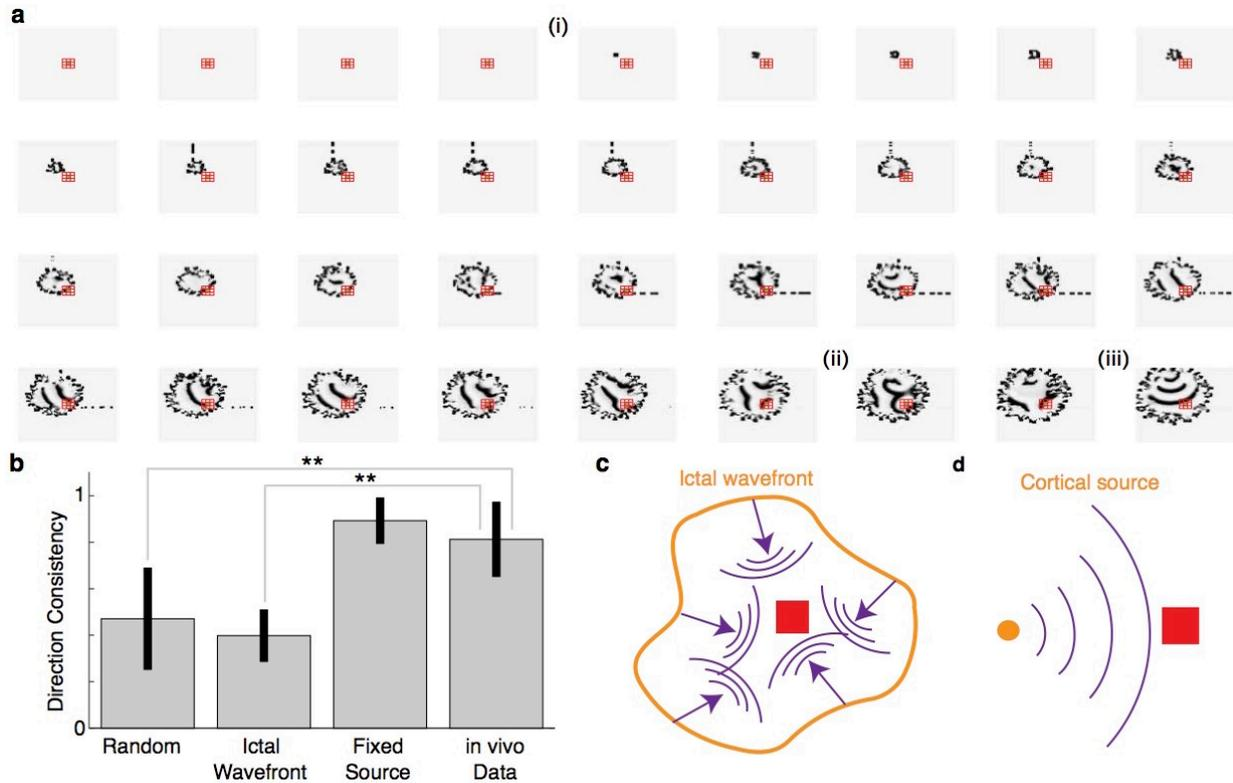 a
(i)
(ii)
(iii)
b
**
**
1
0
Direction Consistency
Random
Ictal
Wavefront
Fixed
Source
in vivo
Data
c
Ictal wavefront
d
Cortical source